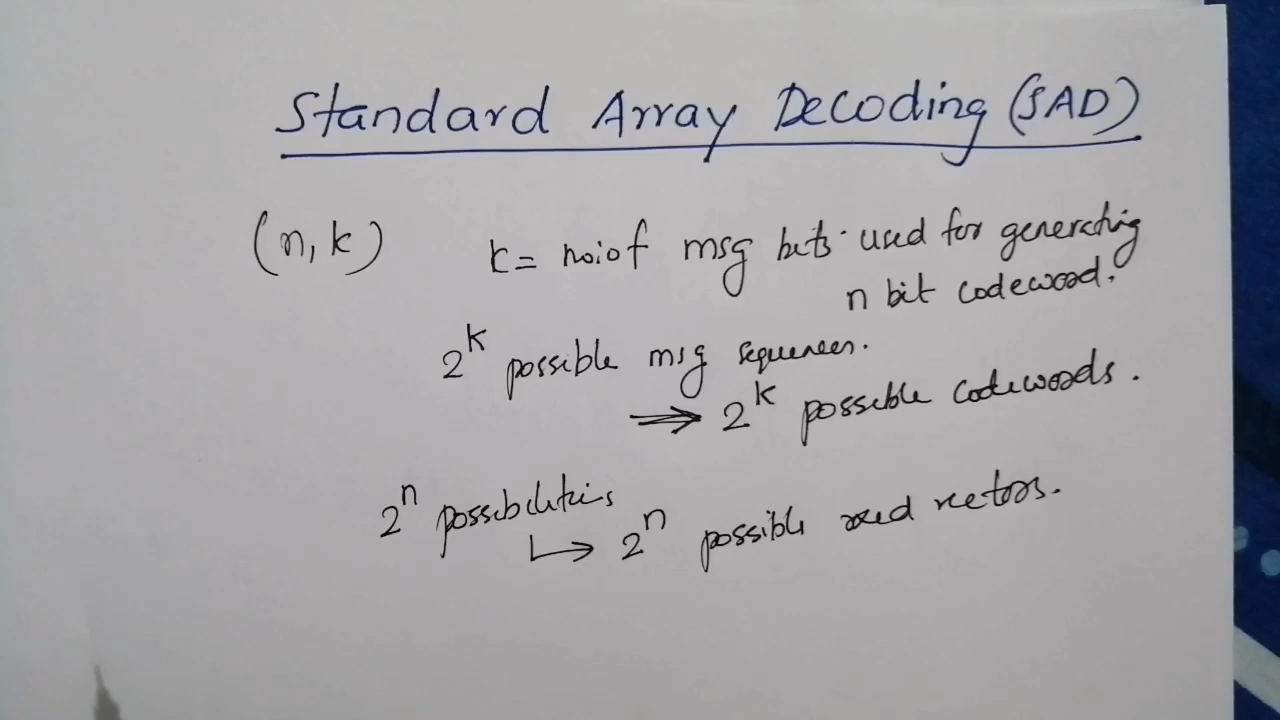 Standard Array Decoding (SAD)
(n, k) k = no. of msg bits used for generating
n bit codeword.
2^k possible msg sequences.
⇒ 2^k possible codewords.
2^n possibilities
↳ 2^n possible vectors.